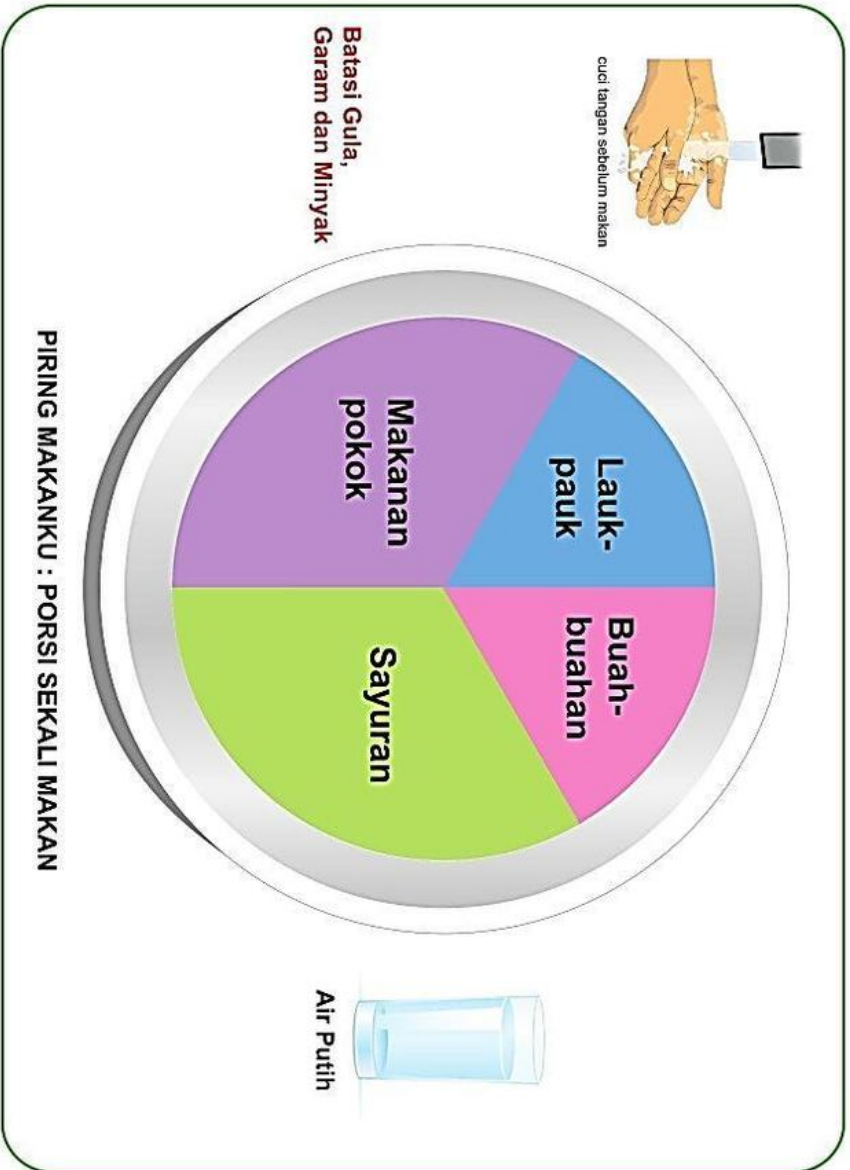 cuci tangan sebelum makan
Batasi Gula,
Garam dan Minyak
Lauk-
pauk
Buah-
buahan
Makanan
pokok
Sayuran
Air Putih
PIRING MAKANKU : PORSI SEKALI MAKAN